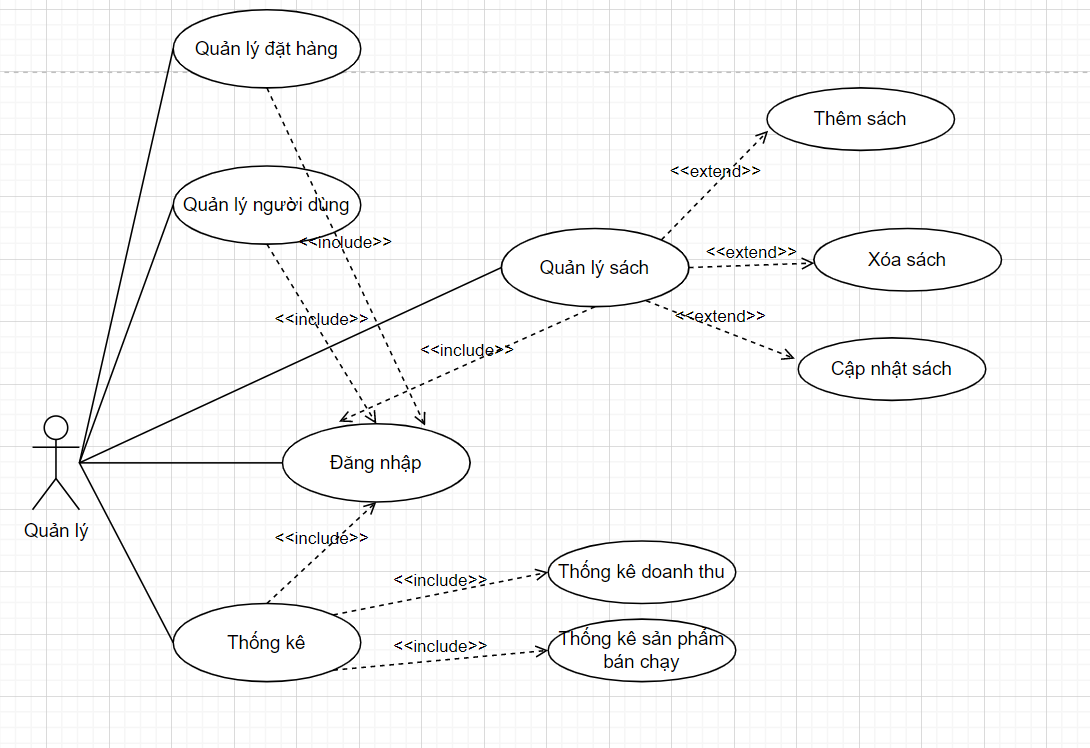 Quản lý đặt hàng
Thêm sách
<<extend>>
Quản lý người dùng
<<include>>
<<extend>>
Xóa sách
Quản lý sách
<<include>>
<<extend>>
<<include>>
Cập nhật sách
Đăng nhập
Quản lý
<<include>>
<<include>>
Thống kê doanh thu
Thống kê
<<include>>
Thống kê sản phẩm
bán chạy